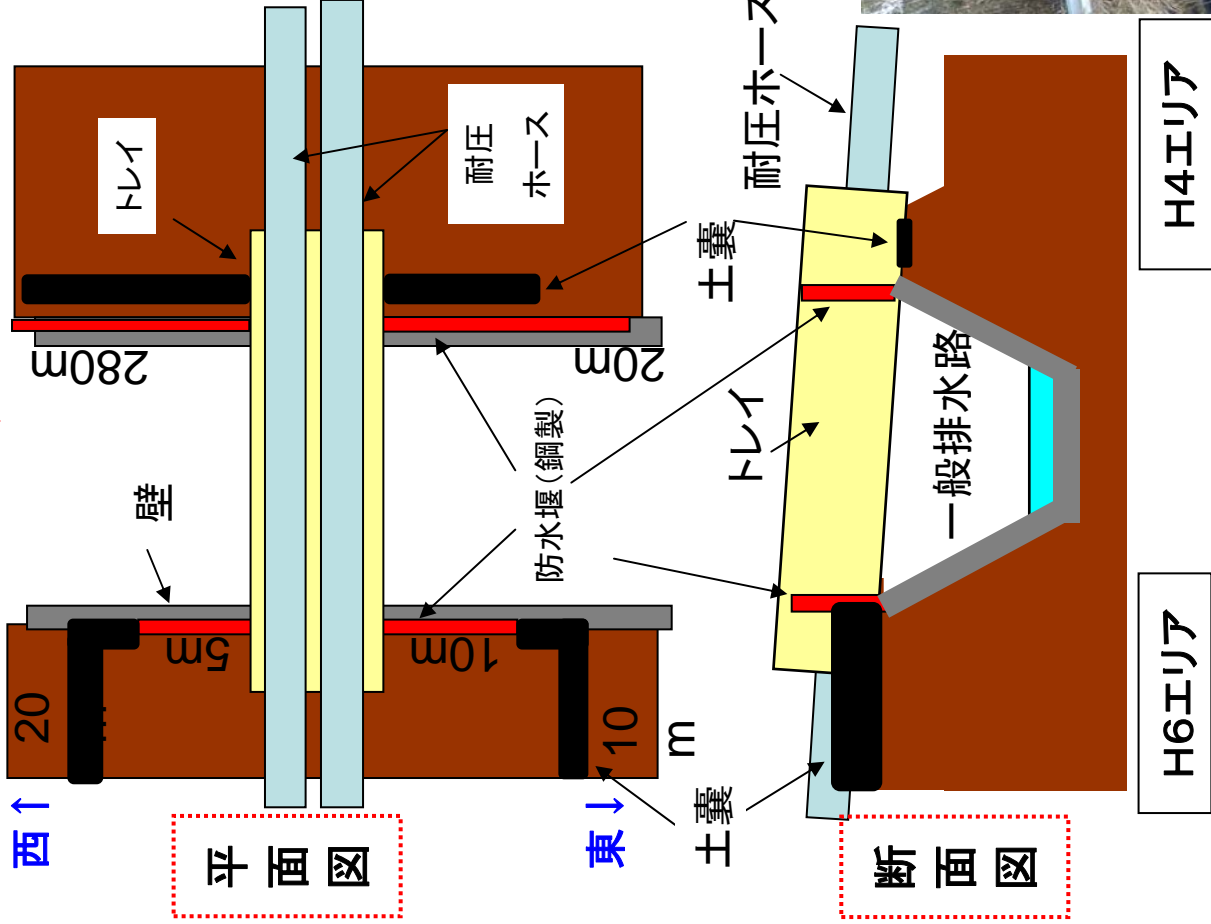 西↑
20
壁
トレイ
280m
5m
耐圧
ホース
10m
20m
10
m
東↓
防水堰(鋼製)
土嚢
土嚢
平面図
トレイ
耐圧ホース
一般排水路
断面図
H6エリア
H4エリア